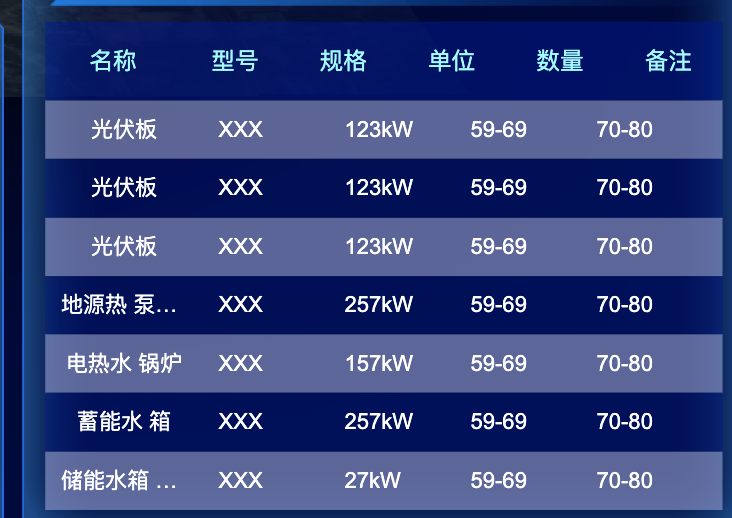 名称 型号 规格 单位 数量 备注
光伏板 XXX 123kW 59-69 70-80
光伏板 XXX 123kW 59-69 70-80
光伏板 XXX 123kW 59-69 70-80
地源热 泵… XXX 257kW 59-69 70-80
电热水 锅炉 XXX 157kW 59-69 70-80
蓄能水 箱 XXX 257kW 59-69 70-80
储能水箱 … XXX 27kW 59-69 70-80